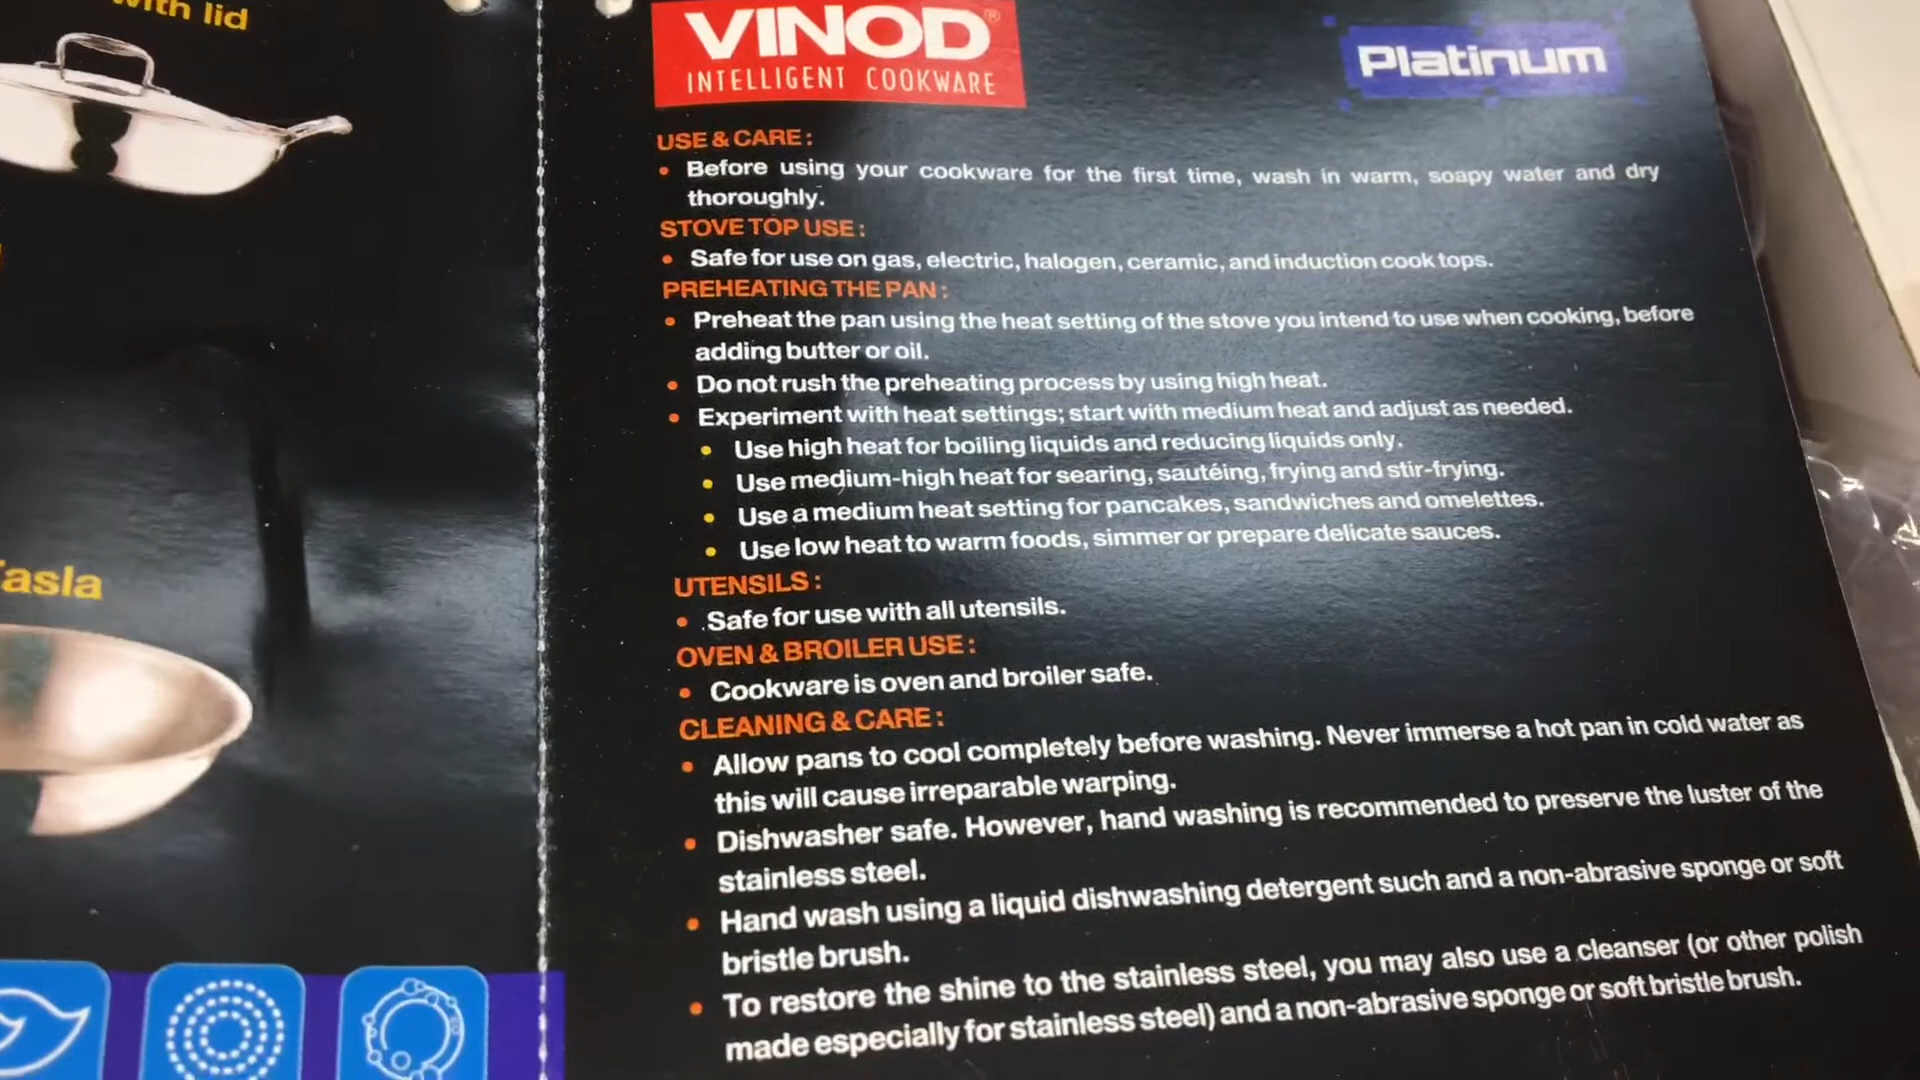 with lid
VINOD®
INTELLIGENT COOKWARE
Platinum
USE & CARE :
• Before using your cookware for the first time, wash in warm, soapy water and dry
thoroughly.
STOVE TOP USE :
• Safe for use on gas, electric, halogen, ceramic, and induction cook tops.
PREHEATING THE PAN :
• Preheat the pan using the heat setting of the stove you intend to use when cooking, before
adding butter or oil.
• Do not rush the preheating process by using high heat.
• Experiment with heat settings; start with medium heat and adjust as needed.
• Use high heat for boiling liquids and reducing liquids only.
• Use medium-high heat for searing, sautéing, frying and stir-frying.
• Use a medium heat setting for pancakes, sandwiches and omelettes.
• Use low heat to warm foods, simmer or prepare delicate sauces.
Tasla
UTENSILS :
• .Safe for use with all utensils.
OVEN & BROILER USE :
• Cookware is oven and broiler safe.
CLEANING & CARE :
• Allow pans to cool completely before washing. Never immerse a hot pan in cold water as
this will cause irreparable warping.
• Dishwasher safe. However, hand washing is recommended to preserve the luster of the
stainless steel.
• Hand wash using a liquid dishwashing detergent such and a non-abrasive sponge or soft
bristle brush.
• To restore the shine to the stainless steel, you may also use a cleanser (or other polish
made especially for stainless steel) and a non-abrasive sponge or soft bristle brush.